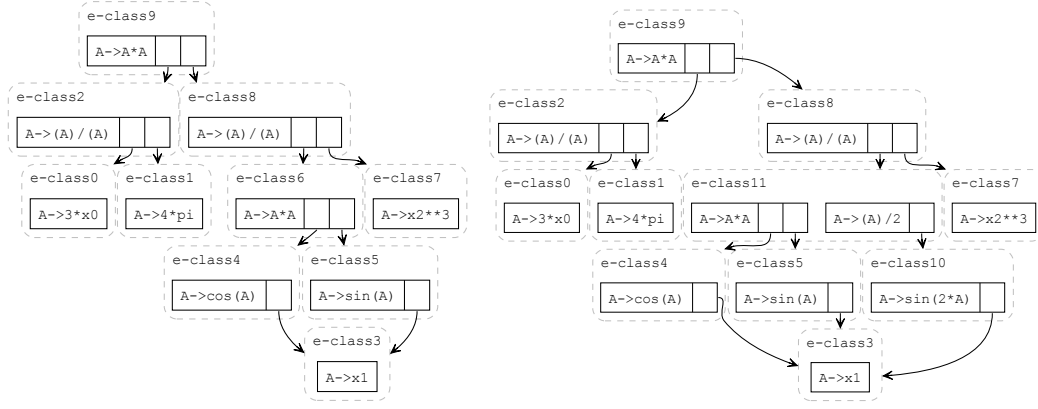 e-class9
A->A*A
e-class2
e-class8
A->(A)/(A)
A->(A)/(A)
e-class0
e-class1
e-class6
e-class7
A->3*x0
A->4*pi
A->A*A
A->x2**3
e-class4
e-class5
A->cos(A)
A->sin(A)
e-class3
A->x1
e-class9
A->A*A
e-class2
e-class8
A->(A)/(A)
A->(A)/(A)
e-class0
e-class1
e-class11
e-class7
A->3*x0
A->4*pi
A->A*A
A->(A)/2
A->x2**3
e-class4
e-class5
e-class10
A->cos(A)
A->sin(A)
A->sin(2*A)
e-class3
A->x1